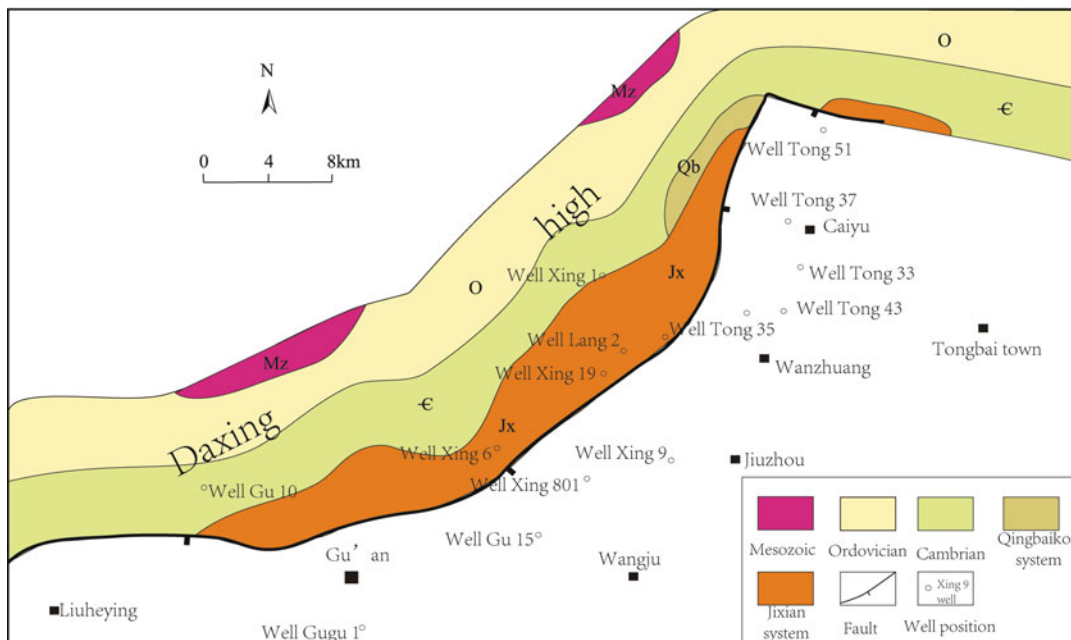 O
Mz
N
Є
0 4 8km
Well Tong 51
Qb
Well Tong 37
high
Caiyu
Well Xing 1
Jx
Well Tong 33
O
Well Tong 43
Well Tong 35
Well Lang 2
Tongbai town
Mz
Wanzhuang
Well Xing 19
Є
Daxing
Jx
Well Xing 6
Well Xing 9
Jiuzhou
Well Gu 10
Well Xing 801
Well Gu 15
Gu’ an
Wangju
Liuheying
Well Gugu 1
Mesozoic
Ordovician
Cambrian
Qingbaiko
system
Xing 9
well
Jixian
system
Fault
Well position